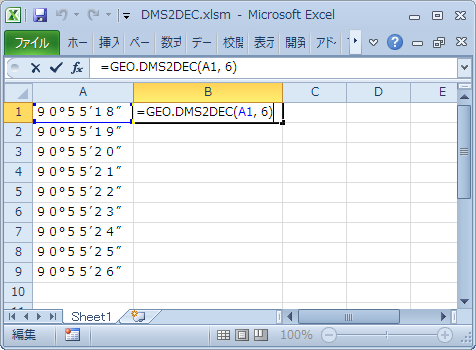 DMS2DEC.xlsm - Microsoft Excel
ファイル ホー 挿入 ペー 数式 デー 校閲 表示 開発 アド
fx =GEO.DMS2DEC(A1, 6)
A B C D E
1 90°55′18″ =GEO.DMS2DEC(A1, 6)
2 90°55′19″
3 90°55′20″
4 90°55′21″
5 90°55′22″
6 90°55′23″
7 90°55′24″
8 90°55′25″
9 90°55′26″
10
Sheet1
編集 100%